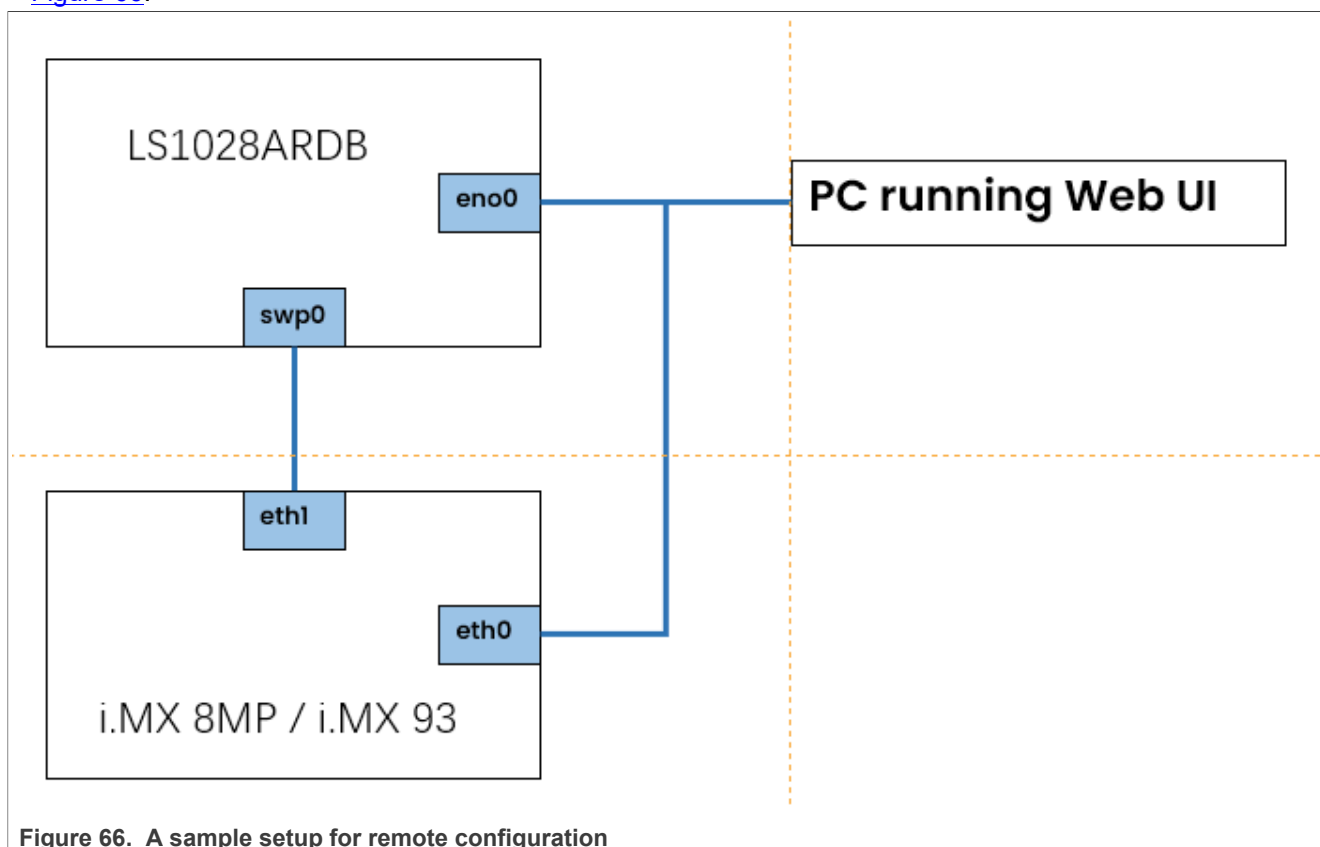 LS1028ARDB
eno0
PC running Web UI
swp0
eth1
eth0
i.MX 8MP / i.MX 93
Figure 66. A sample setup for remote configuration